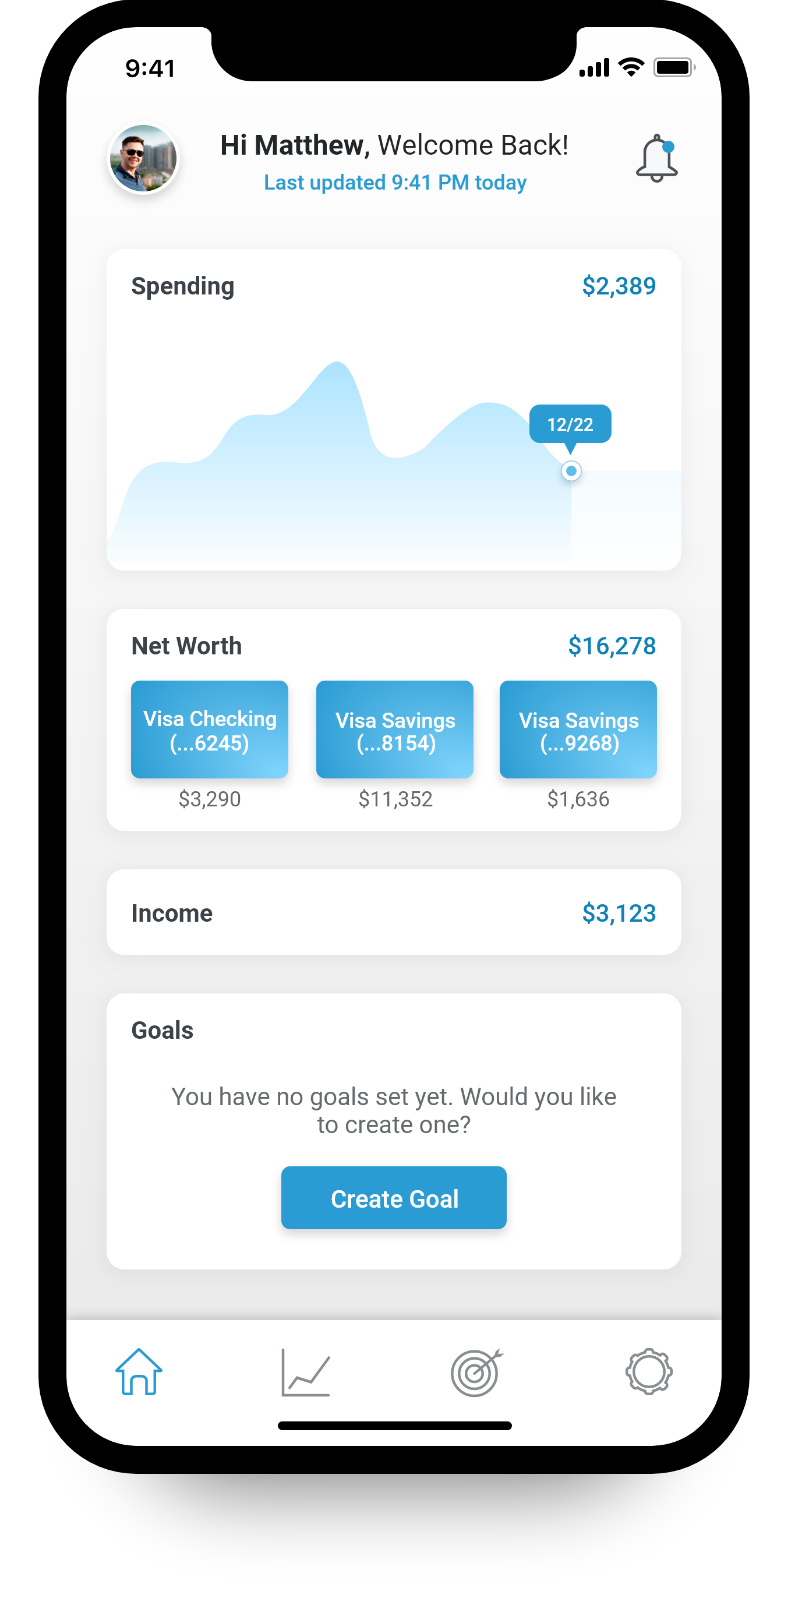 9:41
Hi Matthew, Welcome Back!
Last updated 9:41 PM today
Spending
$2,389
12/22
Net Worth
$16,278
Visa Checking
(...6245)
Visa Savings
(...8154)
Visa Savings
(...9268)
$3,290
$11,352
$1,636
Income
$3,123
Goals
You have no goals set yet. Would you like
to create one?
Create Goal